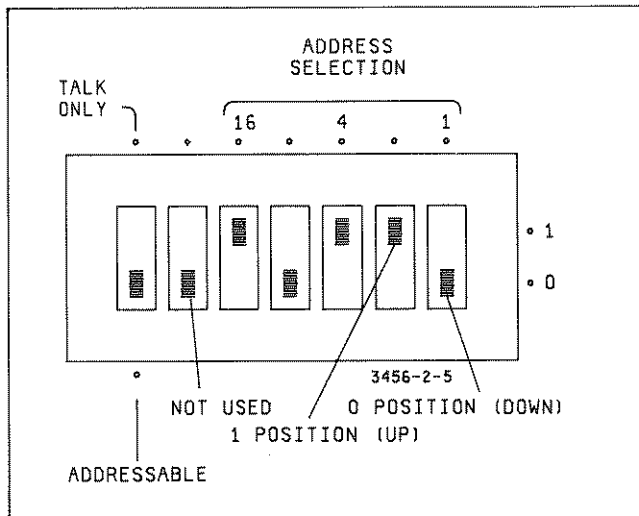 ADDRESS
SELECTION
TALK
ONLY
16 4 1
1
0
3456-2-5
NOT USED
0 POSITION (DOWN)
1 POSITION (UP)
ADDRESSABLE